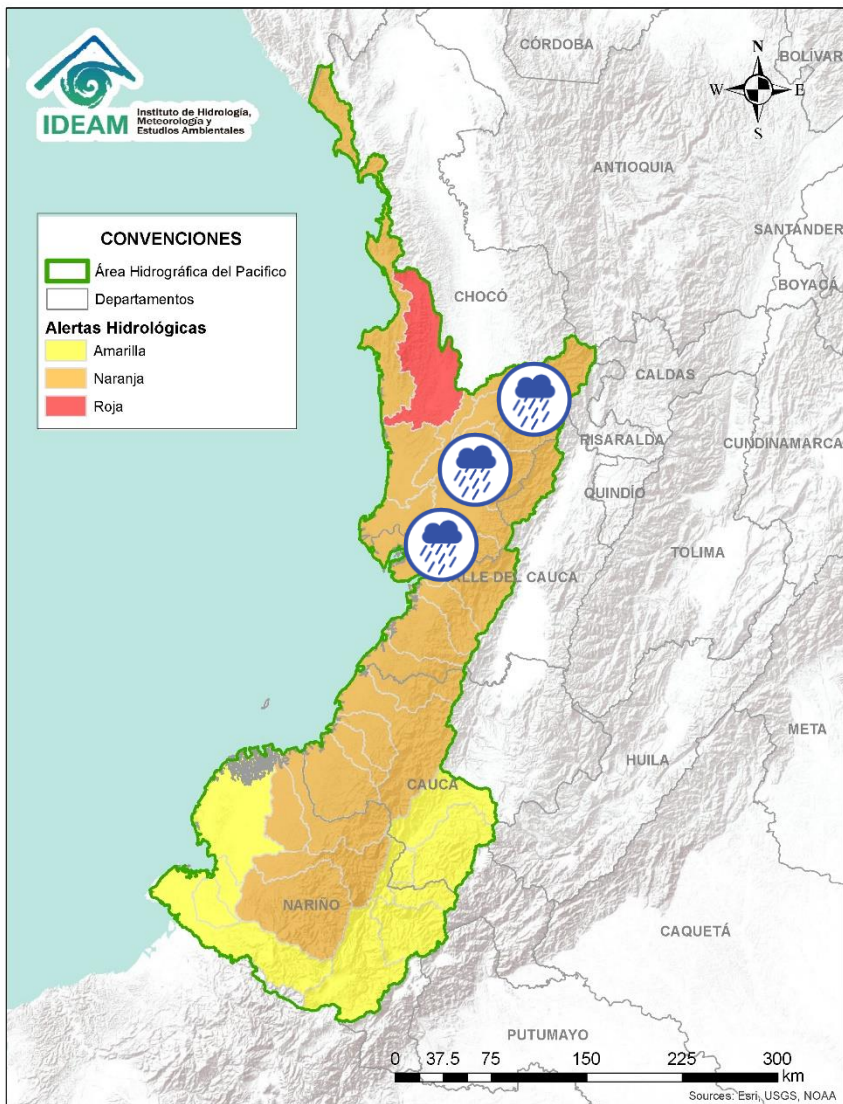 IDEAM
Instituto de Hidrología,
Meteorología y
Estudios Ambientales
CÓRDOBA
BOLÍVAR
N
W
E
S
ANTIOQUIA
SANTANDER
BOYACÁ
CONVENCIONES
Área Hidrográfica del Pacifico
Departamentos
Alertas Hidrológicas
Amarilla
Naranja
Roja
CHOCÓ
CALDAS
RISARALDA
CUNDINAMARCA
QUINDÍO
TOLIMA
ALLE DEL CAUCA
META
HUILA
CAUCA
NARIÑO
CAQUETÁ
PUTUMAYO
0 37.5 75 150 225 300
km
Sources: Esri, USGS, NOAA